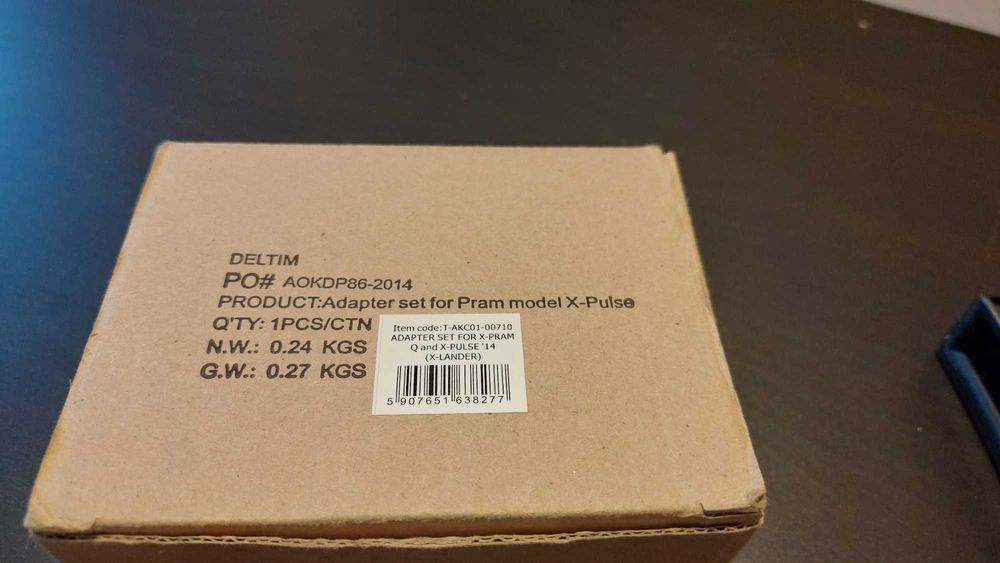 DELTIM
PO# AOKDP86-2014
PRODUCT:Adapter set for Pram model X-Pulse
Q'TY: 1PCS/CTN
N.W.: 0.24 KGS
G.W.: 0.27 KGS
Item code:T-AKC01-00710
ADAPTER SET FOR X-PRAM
Q and X-PULSE '14
(X-LANDER)
5 907651 638277